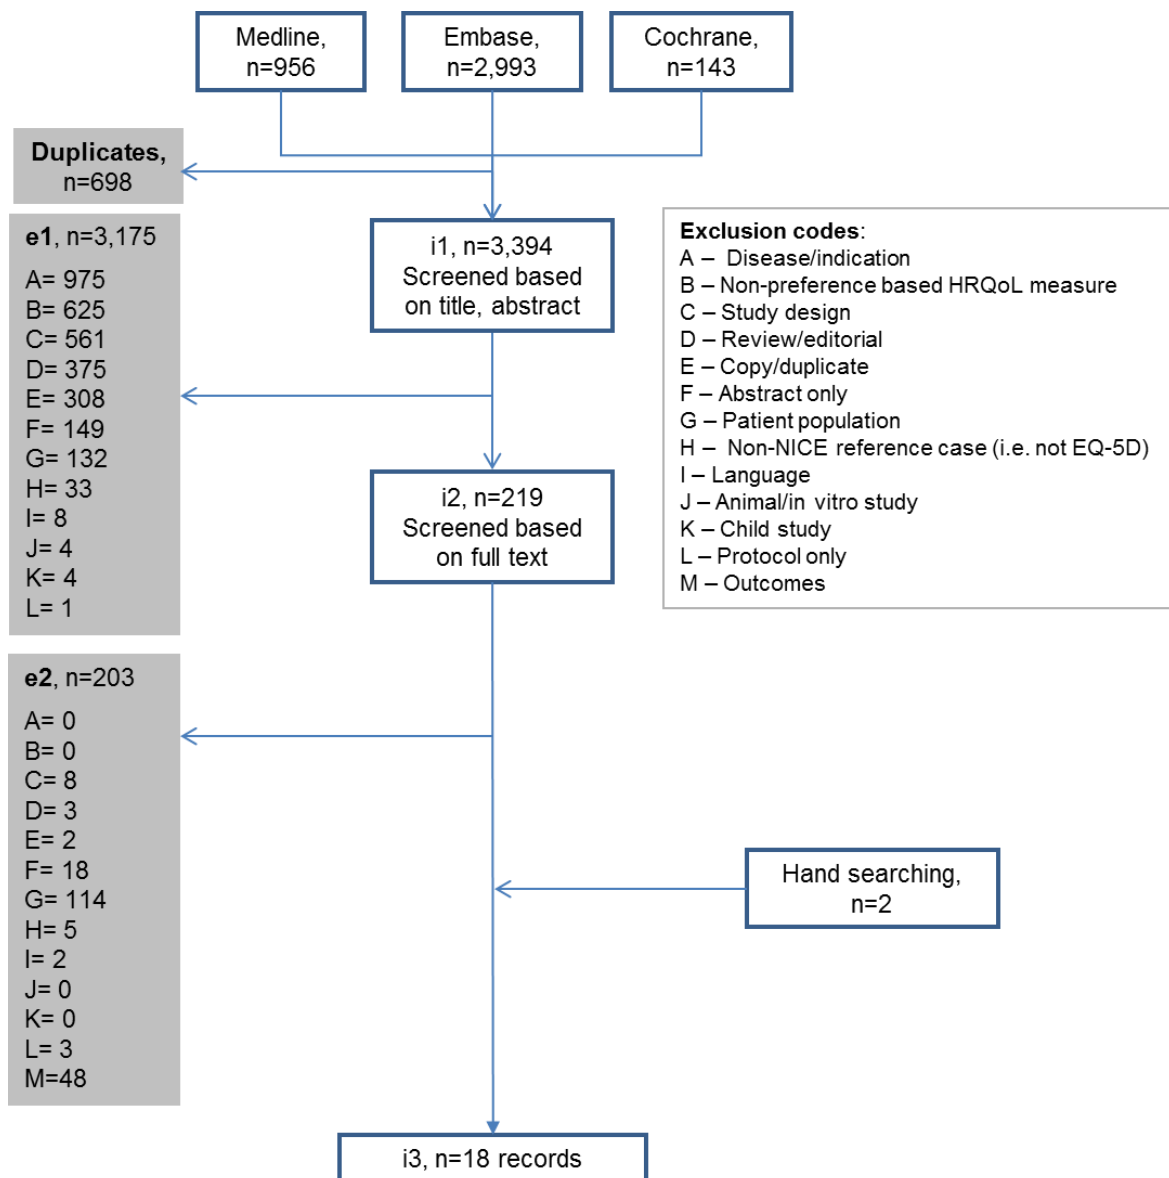 Medline,
n=956
Embase,
n=2,993
Cochrane,
n=143
Duplicates,
n=698
e1, n=3,175
A= 975
B= 625
C= 561
D= 375
E= 308
F= 149
G= 132
H= 33
I= 8
J= 4
K= 4
L= 1
i1, n=3,394
Screened based
on title, abstract
Exclusion codes:
A – Disease/indication
B – Non-preference based HRQoL measure
C – Study design
D – Review/editorial
E – Copy/duplicate
F – Abstract only
G – Patient population
H – Non-NICE reference case (i.e. not EQ-5D)
I – Language
J – Animal/in vitro study
K – Child study
L – Protocol only
M – Outcomes
i2, n=219
Screened based
on full text
e2, n=203
A= 0
B= 0
C= 8
D= 3
E= 2
F= 18
G= 114
H= 5
I= 2
J= 0
K= 0
L= 3
M=48
Hand searching,
n=2
i3, n=18 records